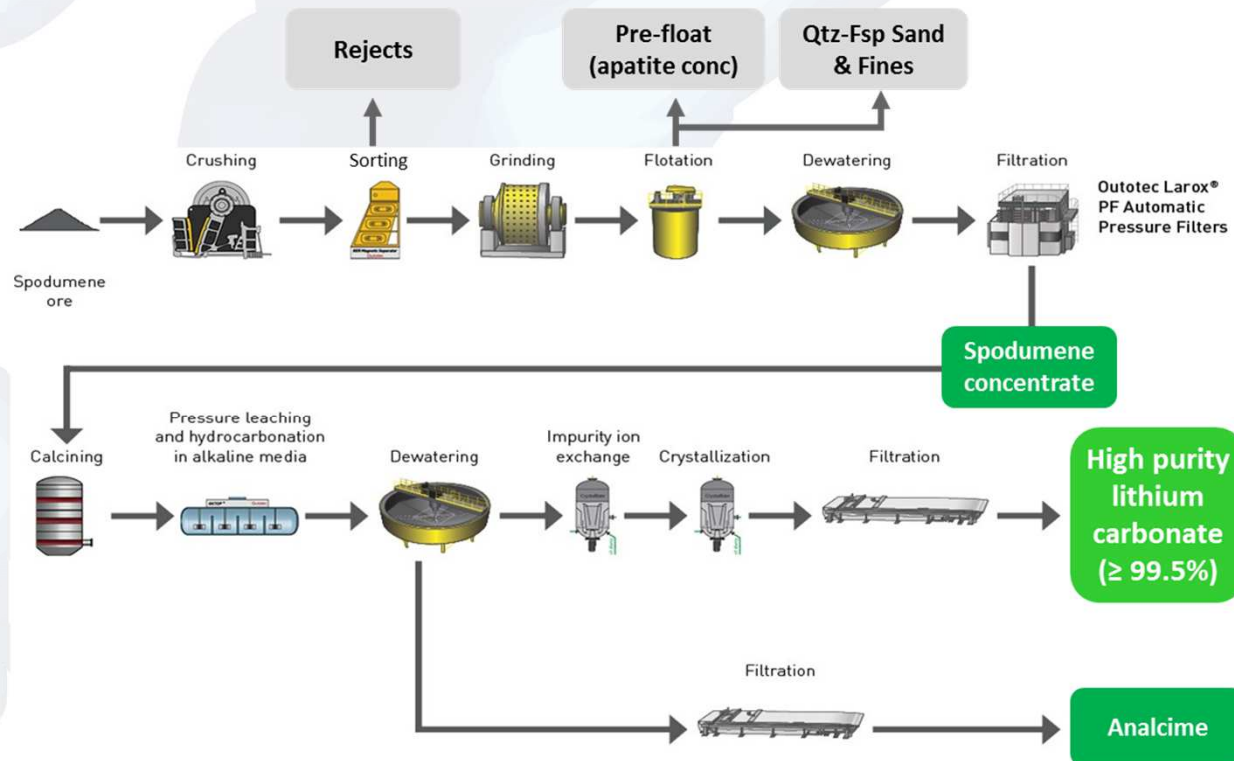 Rejects
Pre-float
(apatite conc)
Qtz-Fsp Sand
& Fines
Crushing
Sorting
Grinding
Flotation
Dewatering
Filtration
Outotec Larox®
PF Automatic
Pressure Filters
Spodumene
ore
Spodumene
concentrate
Pressure leaching
and hydrocarbonation
in alkaline media
Calcining
Dewatering
Impurity ion
exchange
Crystallization
Filtration
High purity
lithium
carbonate
(≥ 99.5%)
Filtration
Analcime